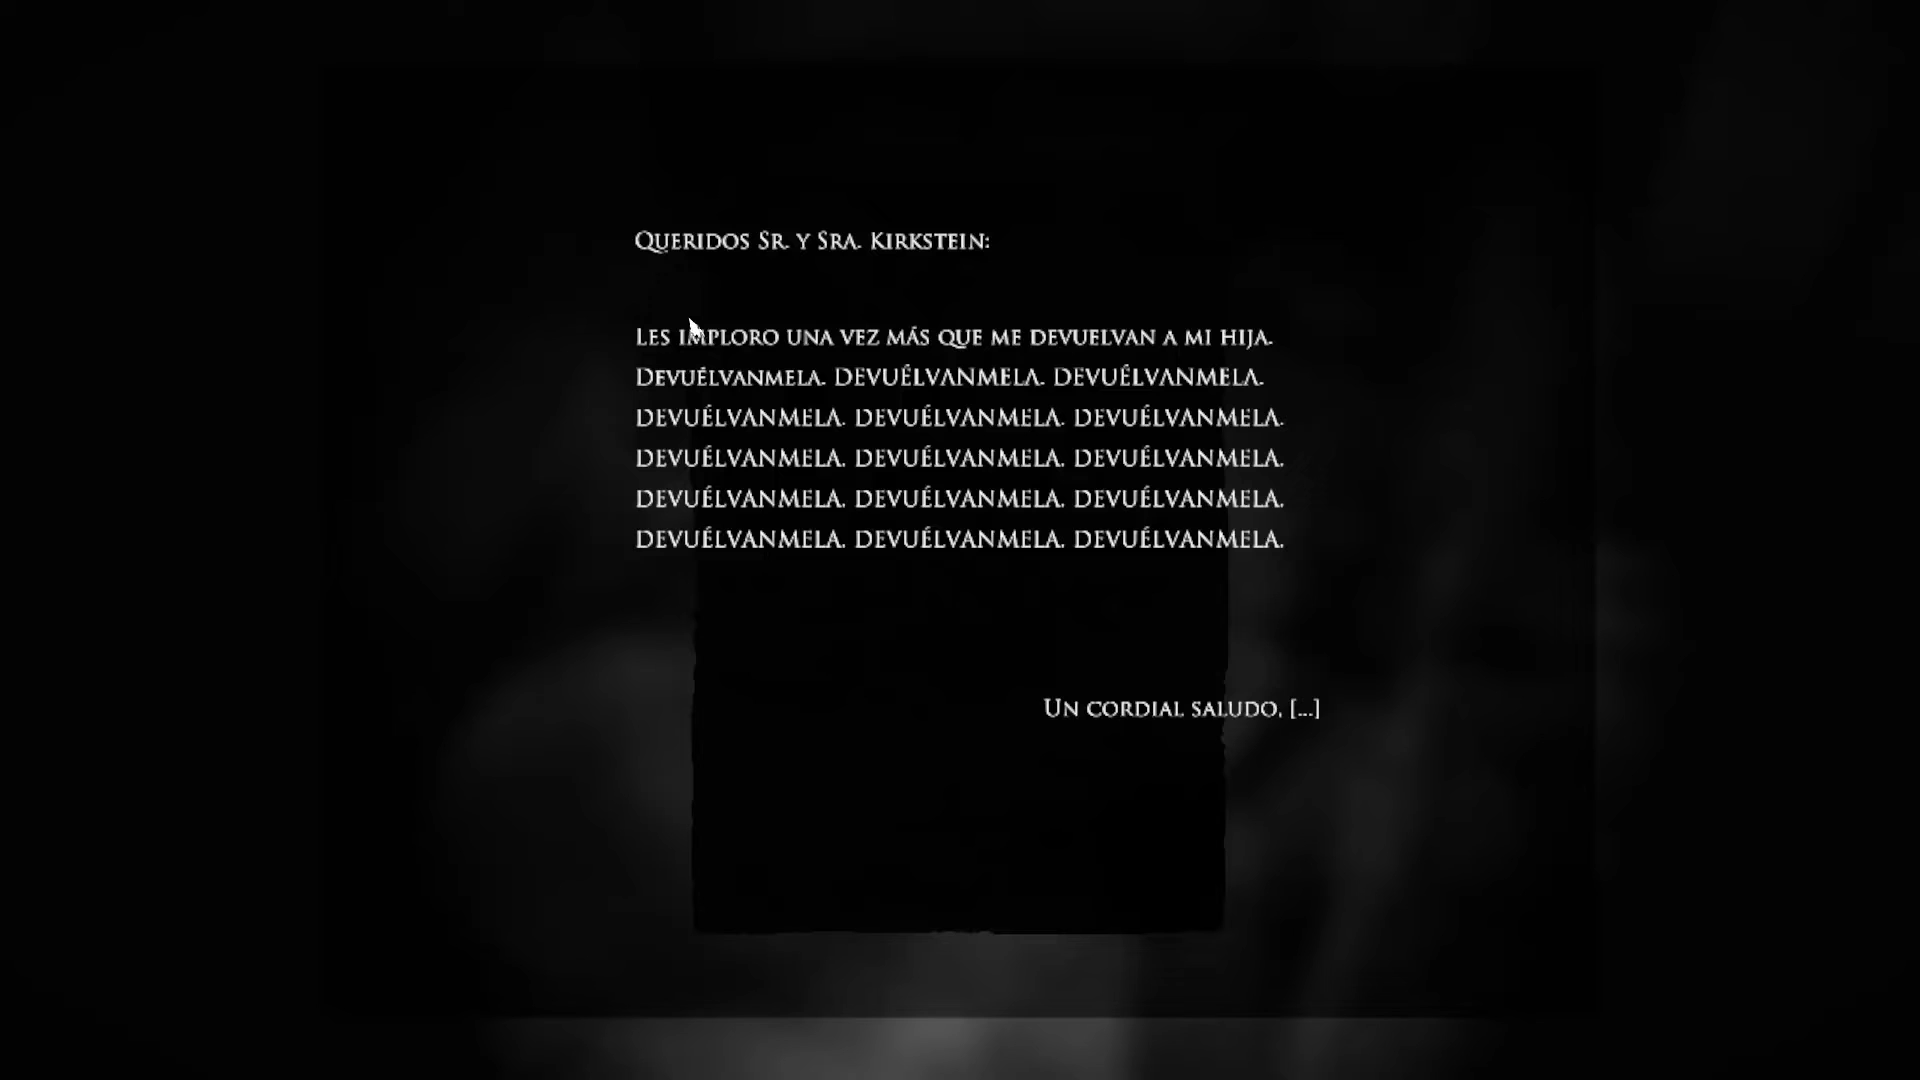 Queridos Sr. y Sra. Kirkstein:
Les imploro una vez más que me devuelvan a mi hija.
Devuélvanmela. DEVUÉLVANMELA. DEVUÉLVANMELA.
DEVUÉLVANMELA. DEVUÉLVANMELA. DEVUÉLVANMELA.
DEVUÉLVANMELA. DEVUÉLVANMELA. DEVUÉLVANMELA.
DEVUÉLVANMELA. DEVUÉLVANMELA. DEVUÉLVANMELA.
DEVUÉLVANMELA. DEVUÉLVANMELA. DEVUÉLVANMELA.
Un cordial saludo, [...]